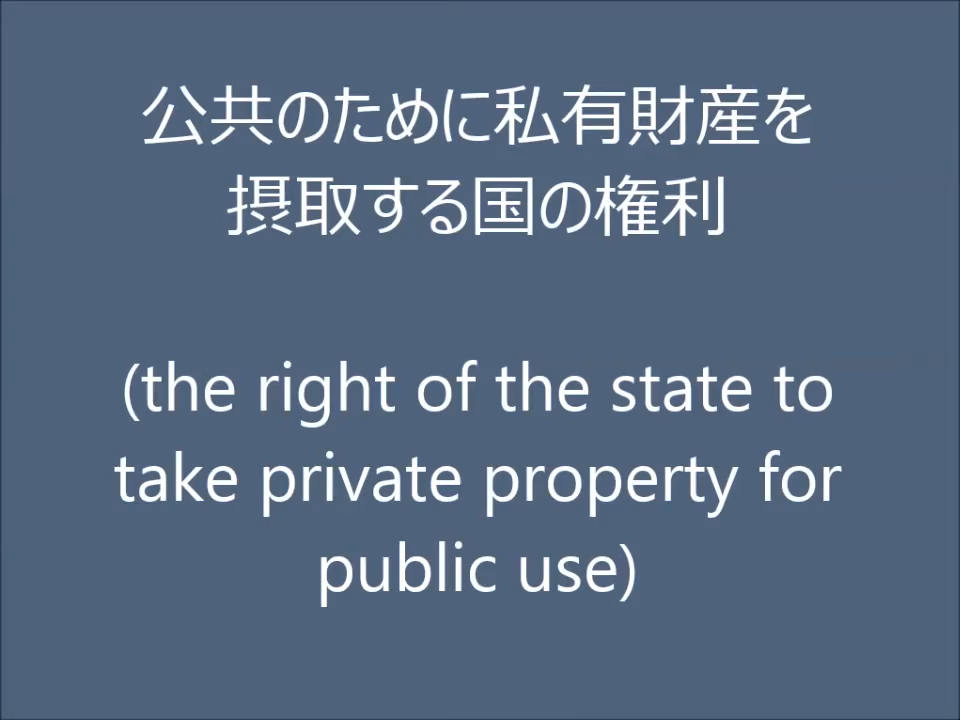 公共のために私有財産を
摂取する国の権利
(the right of the state to
take private property for
public use)